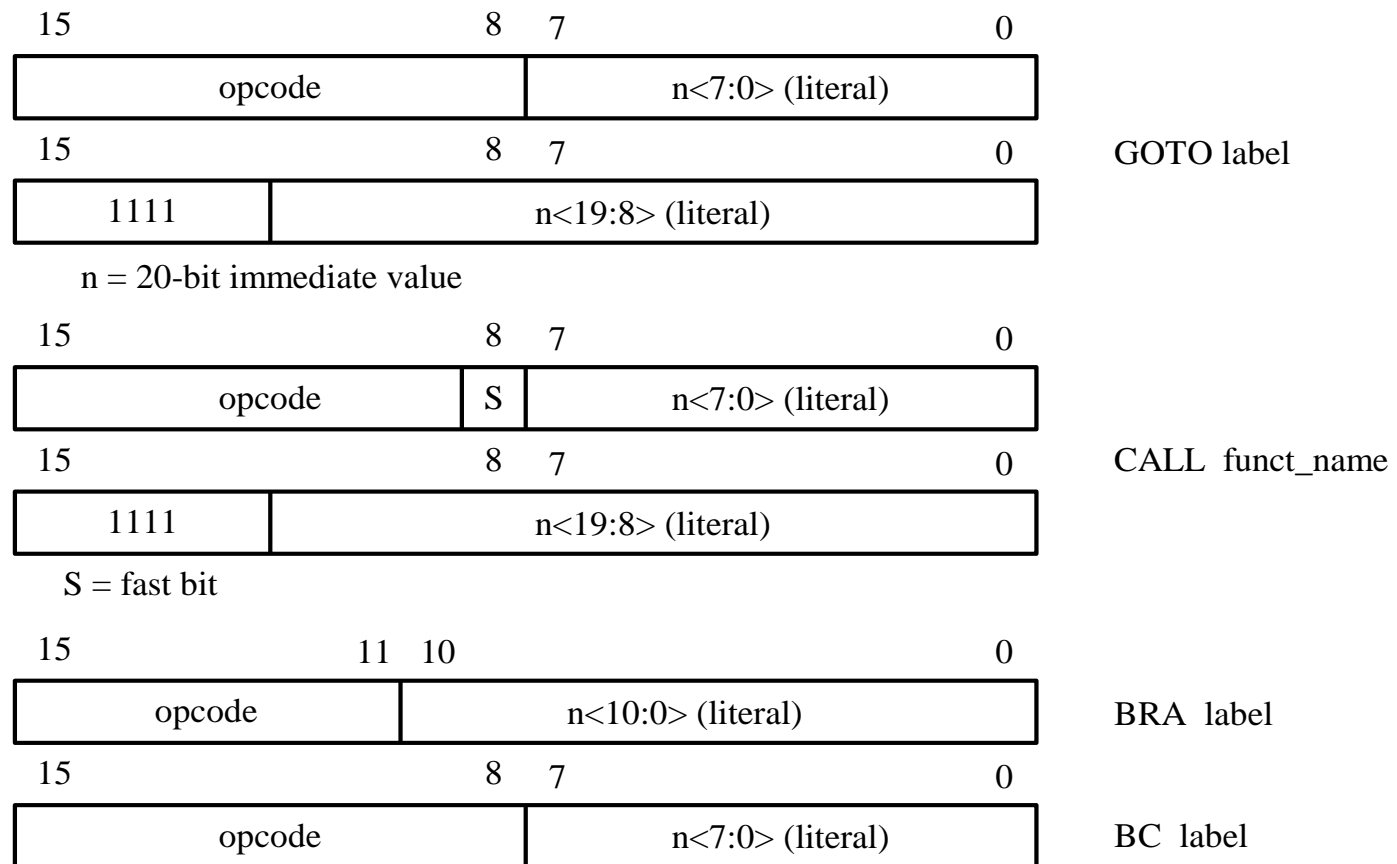 15 8 7 0
opcode n<7:0> (literal)
15 8 7 0 GOTO label
1111 n<19:8> (literal)
n = 20-bit immediate value
15 8 7 0
opcode S n<7:0> (literal)
15 8 7 0 CALL funct_name
1111 n<19:8> (literal)
S = fast bit
15 11 10 0
opcode n<10:0> (literal) BRA label
15 8 7 0
opcode n<7:0> (literal) BC label